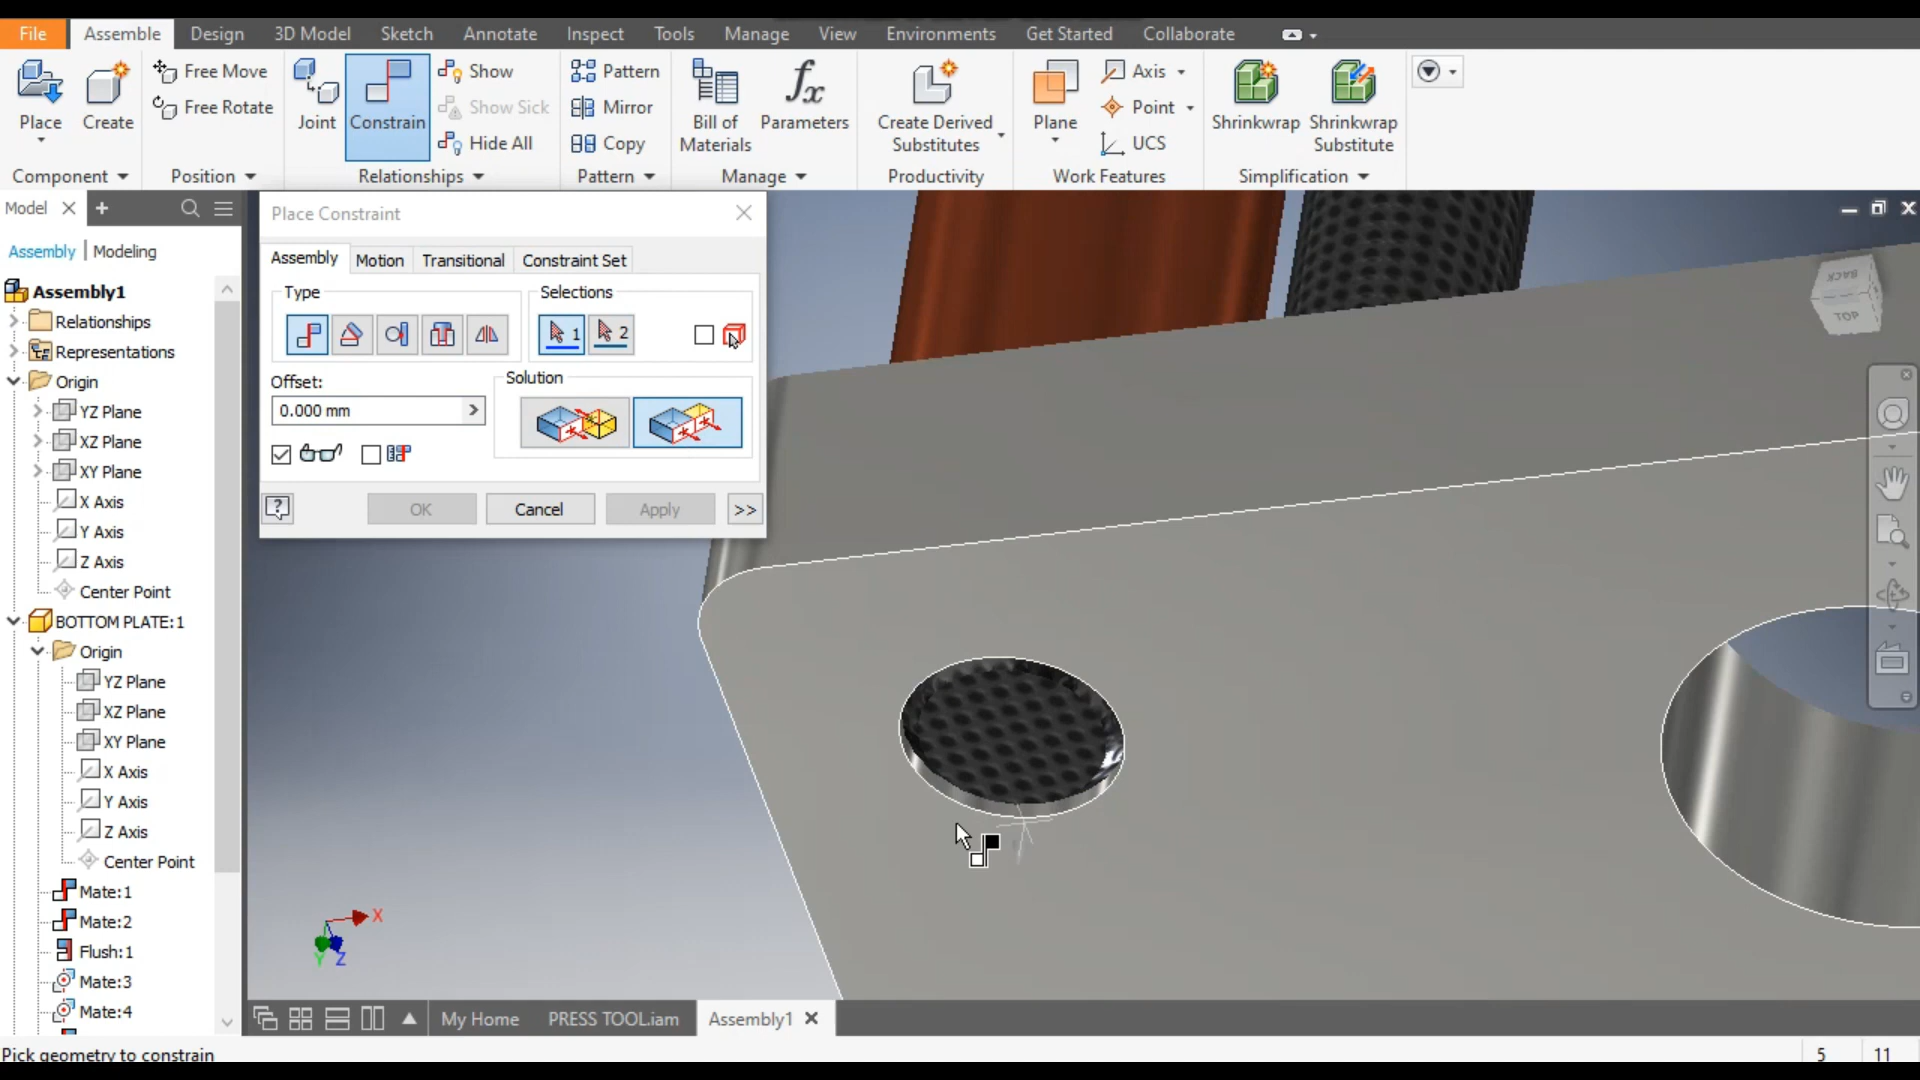 File Assemble Design 3D Model Sketch Annotate Inspect Tools Manage View Environments Get Started Collaborate
Place Create Free Move Free Rotate Joint Constrain Show Show Sick Hide All Pattern Mirror Copy Bill of Materials Parameters Create Derived Substitutes Plane Axis Point UCS Shrinkwrap Shrinkwrap Substitute
Component Position Relationships Pattern Manage Productivity Work Features Simplification
Model
Assembly | Modeling
Assembly1
Relationships
Representations
Origin
YZ Plane
XZ Plane
XY Plane
X Axis
Y Axis
Z Axis
Center Point
BOTTOM PLATE:1
Origin
YZ Plane
XZ Plane
XY Plane
X Axis
Y Axis
Z Axis
Center Point
Mate:1
Mate:2
Flush:1
Mate:3
Mate:4
Place Constraint
Assembly Motion Transitional Constraint Set
Type Selections
1 2
Offset: Solution
0.000 mm
OK Cancel Apply >>
BACK
TOP
X
Y Z
My Home PRESS TOOL.iam Assembly1
Pick geometry to constrain 5 11